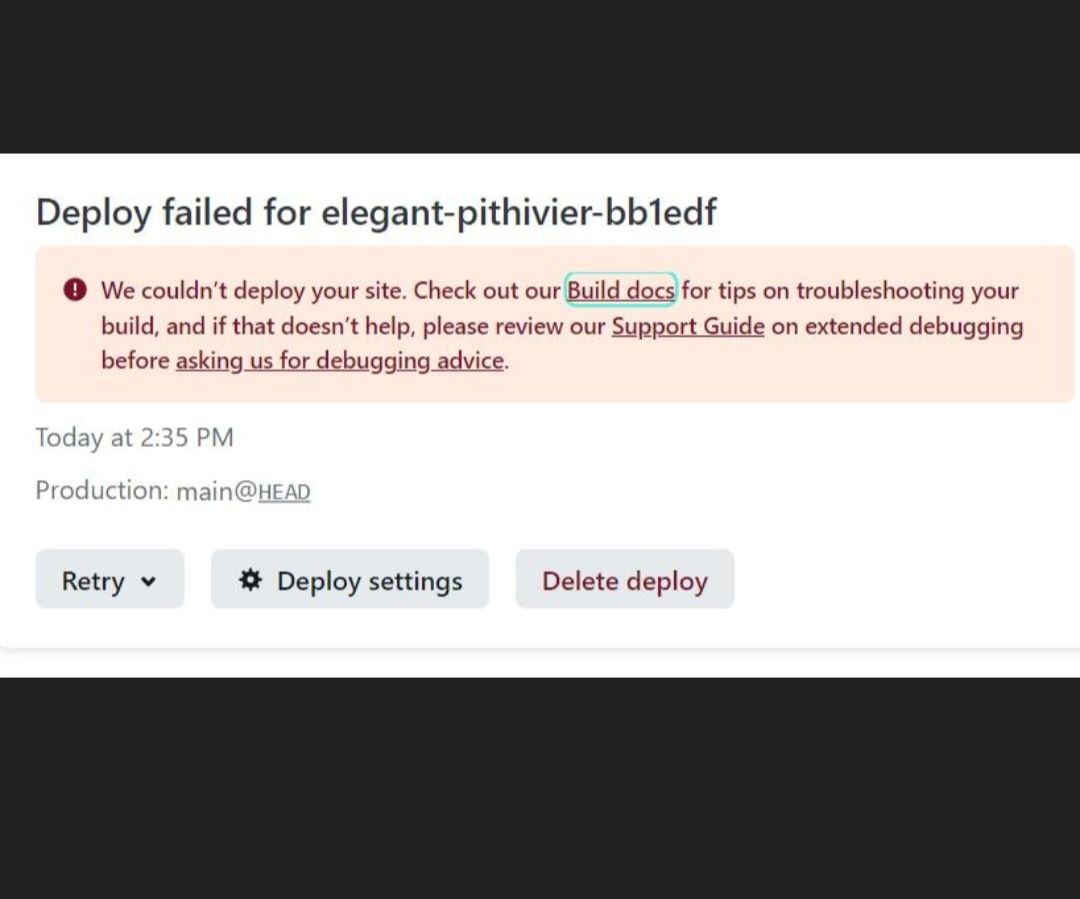 Deploy failed for elegant-pithivier-bb1edf
We couldn't deploy your site. Check out our Build docs for tips on troubleshooting your
build, and if that doesn't help, please review our Support Guide on extended debugging
before asking us for debugging advice.
Today at 2:35 PM
Production: main@HEAD
Retry Deploy settings Delete deploy